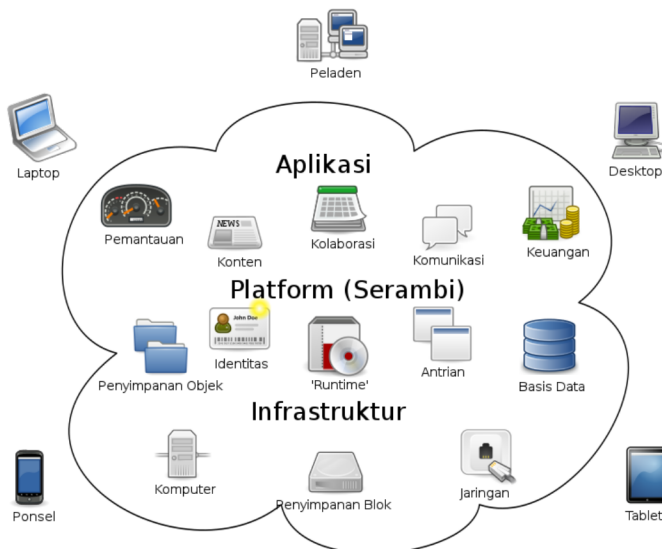 Peladen
Laptop
Desktop
Aplikasi
Pemantauan
NEWS
Konten
Kolaborasi
Komunikasi
Keuangan
Platform (Serambi)
John Doe
Penyimpanan Objek
Identitas
'Runtime'
Antrian
Basis Data
Infrastruktur
Komputer
Penyimpanan Blok
Jaringan
Ponsel
Tablet